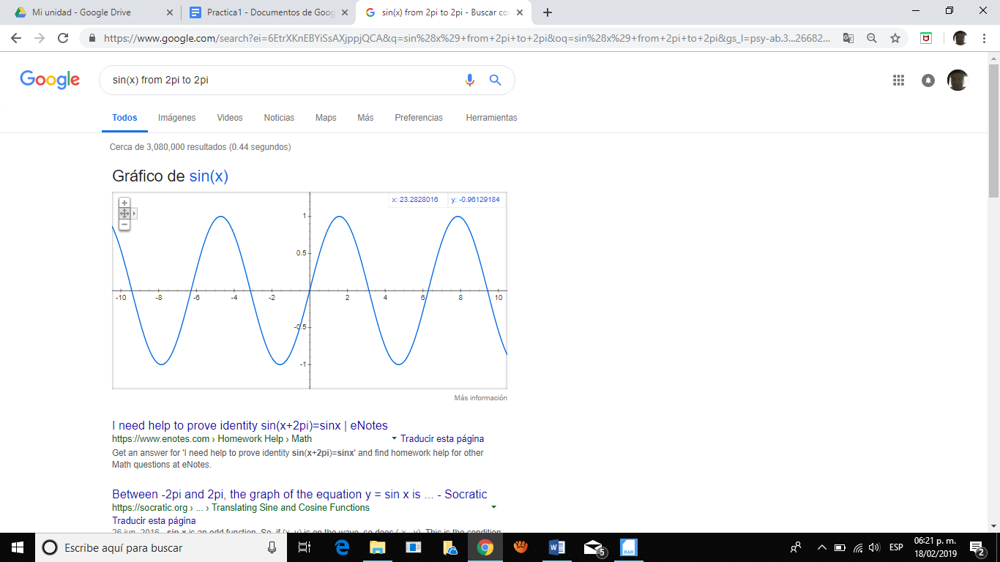 Mi unidad - Google Drive
Practica1 - Documentos de Goog
sin(x) from 2pi to 2pi - Buscar co
https://www.google.com/search?ei=6EtrXKnEBYiSsAXjppjQCA&q=sin%28x%29+from+2pi+to+2pi&oq=sin%28x%29+from+2pi+to+2pi&gs_l=psy-ab.3...26682...
Google
sin(x) from 2pi to 2pi
Todos Imágenes Videos Noticias Maps Más Preferencias Herramientas
Cerca de 3,080,000 resultados (0.44 segundos)
Gráfico de sin(x)
x: 23.2828016 y: -0.96129184
1
0.5
-10 -8 -6 -4 -2 2 4 6 8 10
-0.5
-1
Más información
I need help to prove identity sin(x+2pi)=sinx | eNotes
https://www.enotes.com › Homework Help › Math Traducir esta página
Get an answer for 'I need help to prove identity sin(x+2pi)=sinx' and find homework help for other
Math questions at eNotes.
Between -2pi and 2pi, the graph of the equation y = sin x is ... - Socratic
https://socratic.org › ... › Translating Sine and Cosine Functions
Traducir esta página
26 jun. 2016 - sin x is an odd function. So, if (x, y) is on the wave, so does (-x, -y). This is the condition
Escribe aquí para buscar
5
RAR
ESP
06:21 p. m.
18/02/2019
2